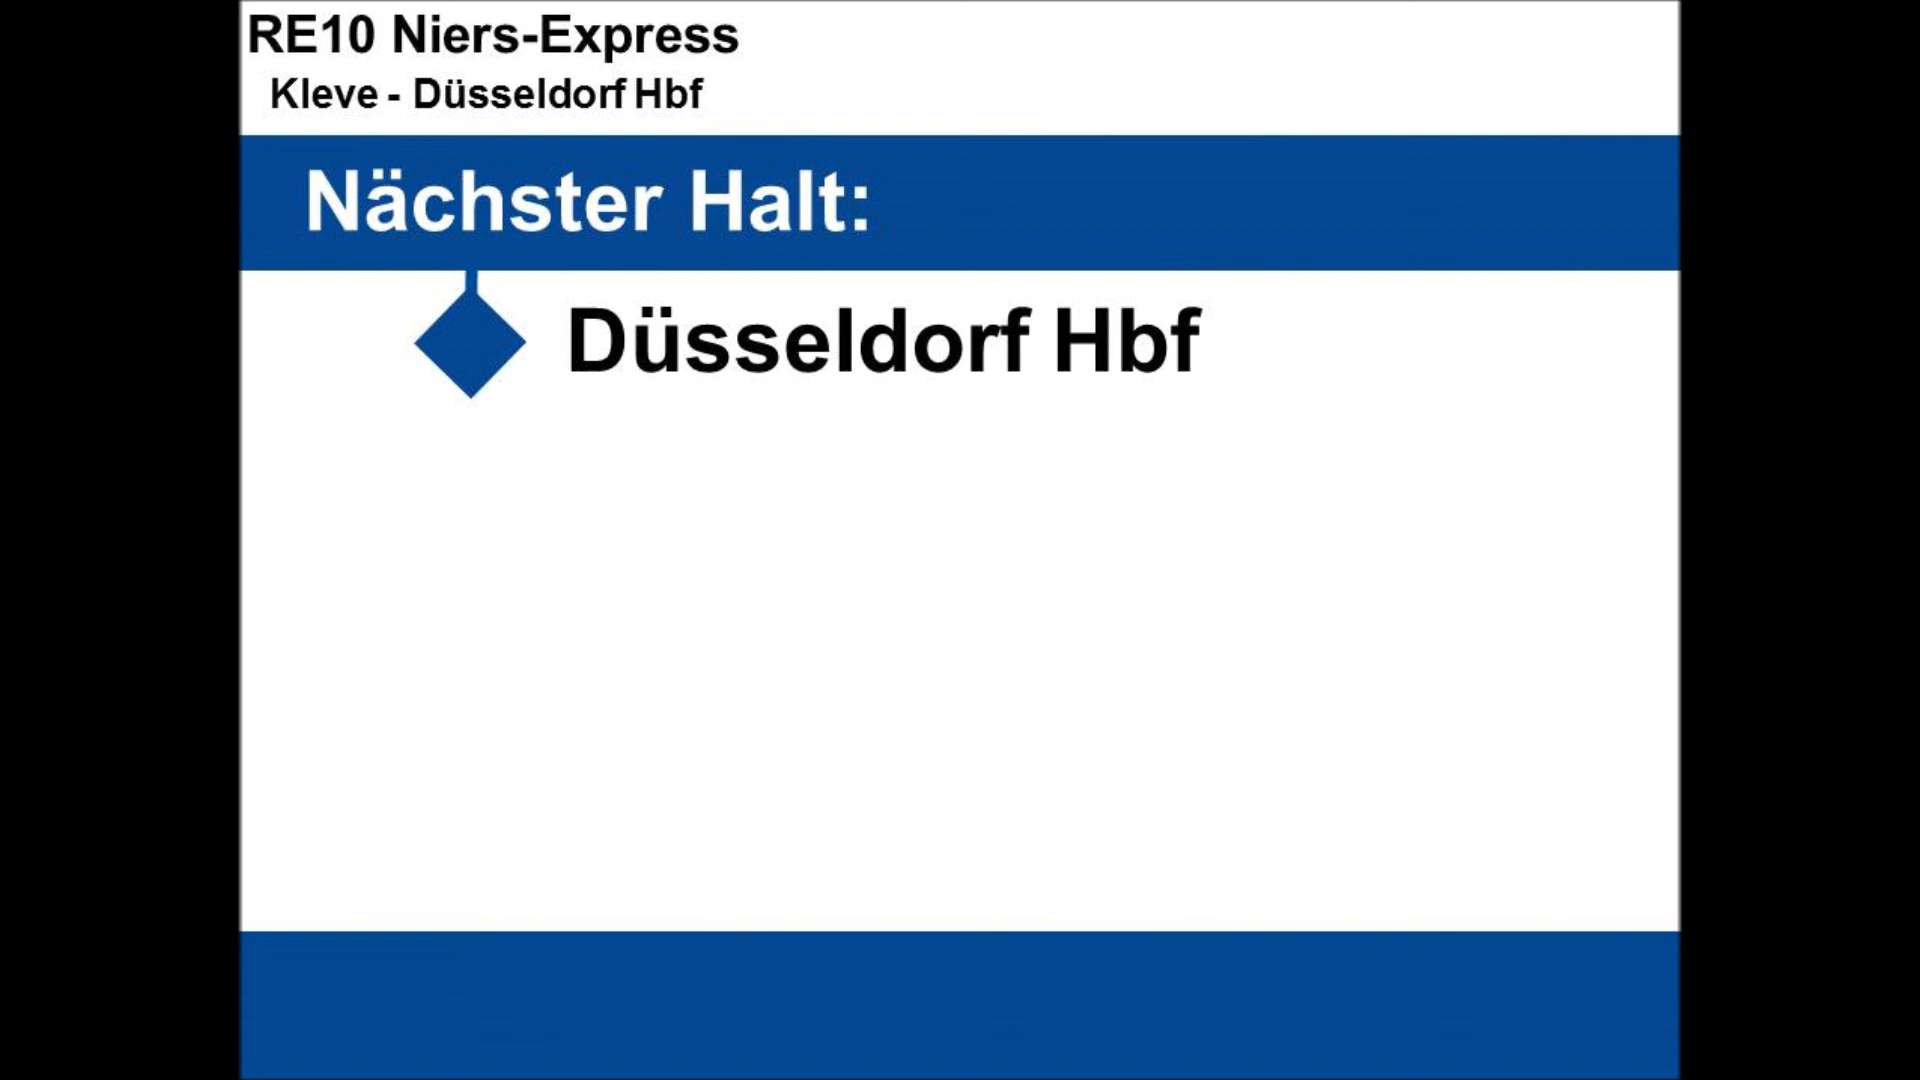 RE10 Niers-Express
Kleve - Düsseldorf Hbf
Nächster Halt:
Düsseldorf Hbf